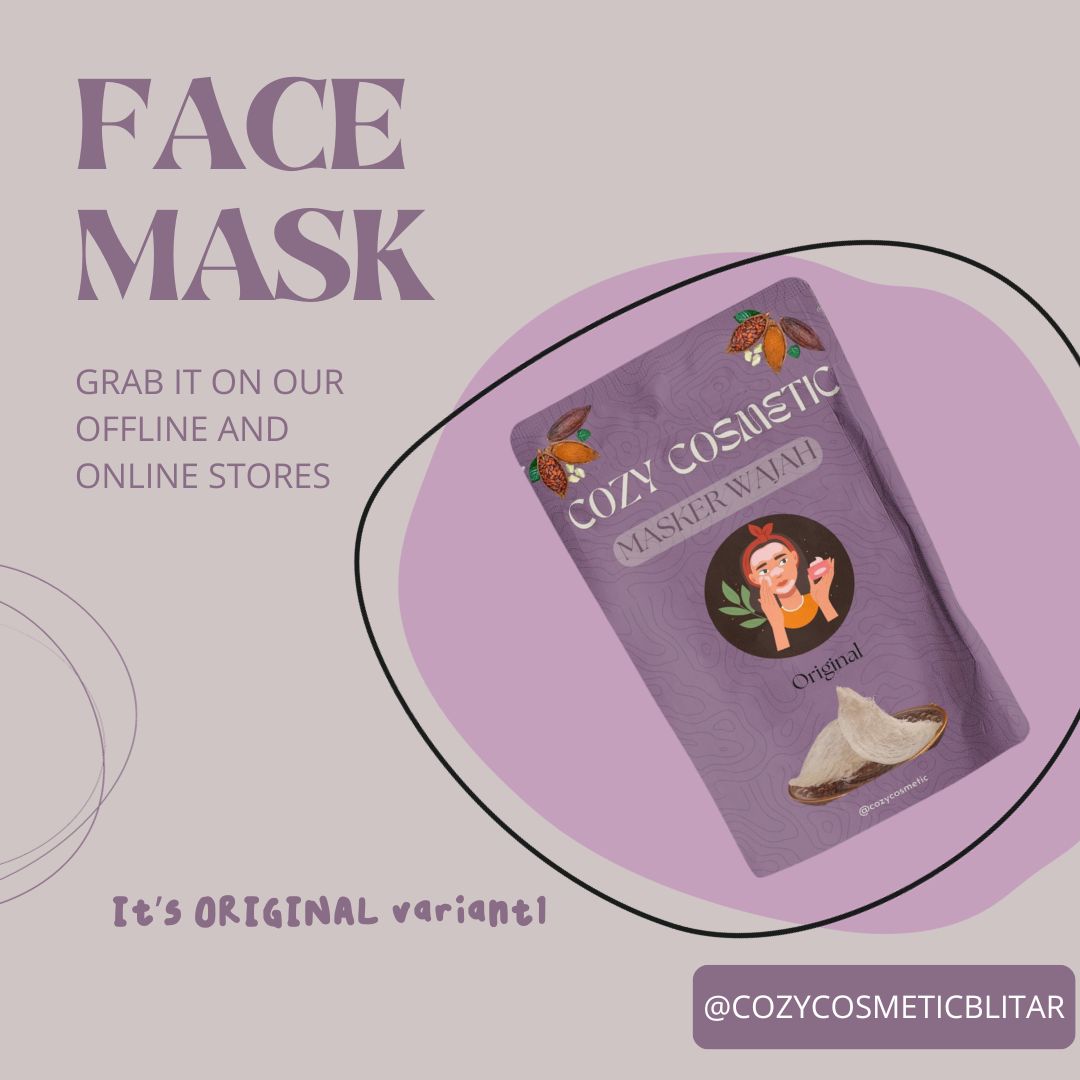 FACE
MASK
GRAB IT ON OUR
OFFLINE AND
ONLINE STORES
COZY COSMETIC
MASKER WAJAH
Original
@cozycosmetic
It's ORIGINAL variant!
@COZYCOSMETICBLITAR